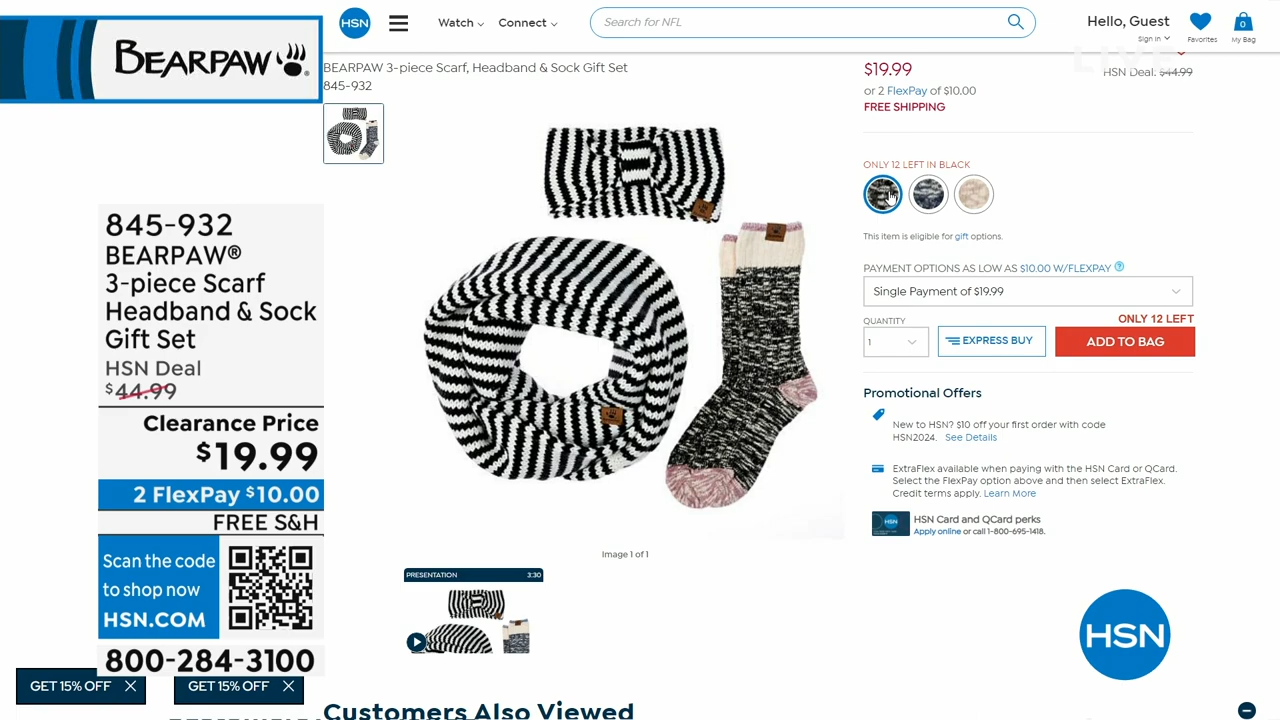 HSN
Watch
Connect
Search for NFL
Hello, Guest
Sign In
Favorites
0
My Bag
LIVE
BEARPAW
®
BEARPAW 3-piece Scarf, Headband & Sock Gift Set
845-932
$19.99
HSN Deal: $44.99
or 2 FlexPay of $10.00
FREE SHIPPING
ONLY 12 LEFT IN BLACK
This item is eligible for gift options.
PAYMENT OPTIONS AS LOW AS $10.00 W/FLEXPAY ?
Single Payment of $19.99
ONLY 12 LEFT
QUANTITY
1
EXPRESS BUY
ADD TO BAG
Promotional Offers
New to HSN? $10 off your first order with code
HSN2024. See Details
ExtraFlex available when paying with the HSN Card or QCard.
Select the FlexPay option above and then select ExtraFlex.
Credit terms apply. Learn More
HSN
HSN Card and QCard perks
Apply online or call 1-800-695-1418.
845-932
BEARPAW®
3-piece Scarf
Headband & Sock
Gift Set
HSN Deal
$44.99
Clearance Price
$19.99
2 FlexPay $10.00
FREE S&H
Scan the code
to shop now
HSN.COM
800-284-3100
GET 15% OFF
GET 15% OFF
Image 1 of 1
PRESENTATION 3:30
HSN
Customers Also Viewed